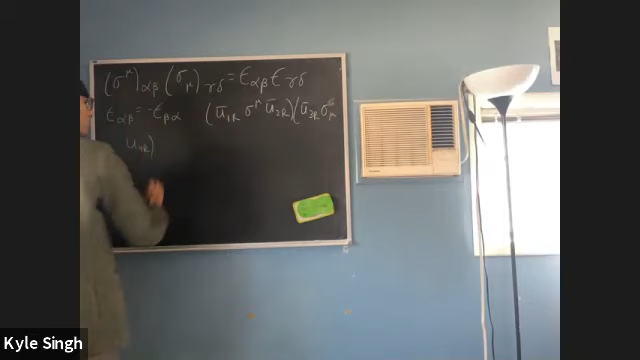 (σ^μ)_αβ (σ_μ)_γδ = ϵ_αβ ϵ_γδ
ϵ_αβ = -ϵ_βα (ū_1R σ^μ ū_2R)(ū_3R σ_μ
u_4R)
Kyle Singh